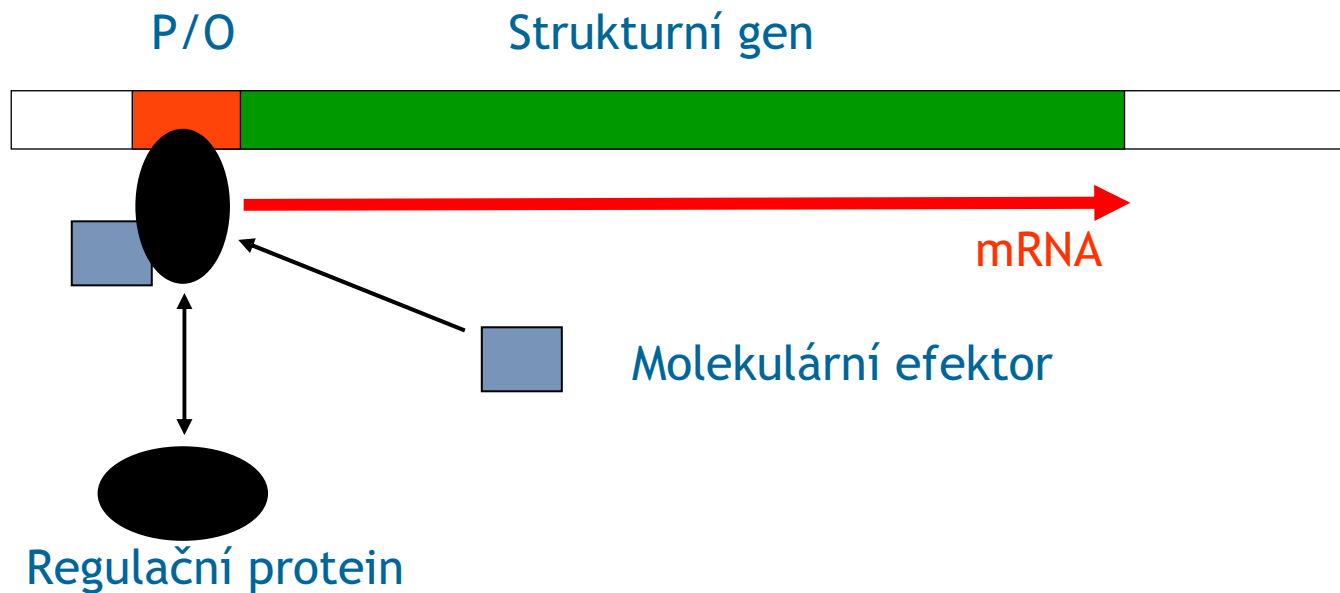 P/O
Strukturní gen
mRNA
Molekulární efektor
Regulační protein